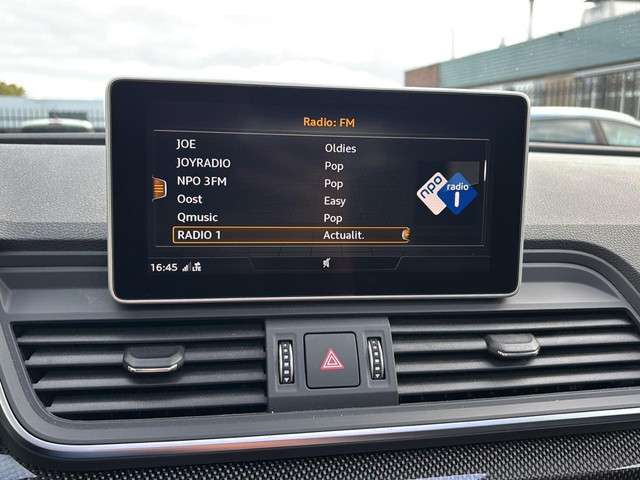 Radio: FM
JOE Oldies
JOYRADIO Pop
NPO 3FM Pop
Oost Easy
Qmusic Pop
RADIO 1 Actualit.
npo radio 1
16:45 LTE